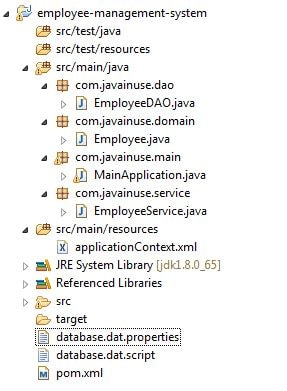 employee-management-system
src/test/java
src/test/resources
src/main/java
com.javainuse.dao
EmployeeDAO.java
com.javainuse.domain
Employee.java
com.javainuse.main
MainApplication.java
com.javainuse.service
EmployeeService.java
src/main/resources
applicationContext.xml
JRE System Library [jdk1.8.0_65]
Referenced Libraries
src
target
database.dat.properties
database.dat.script
pom.xml